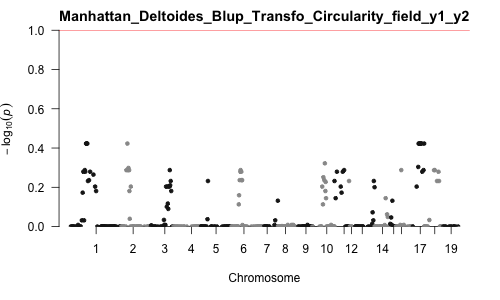 Manhattan_Deltoides_Blup_Transfo_Circularity_field_y1_y2
1.0
0.8
0.6
0.4
0.2
0.0
− log10(p)
1 2 3 4 5 6 7 8 9 10 12 14 17 19
Chromosome